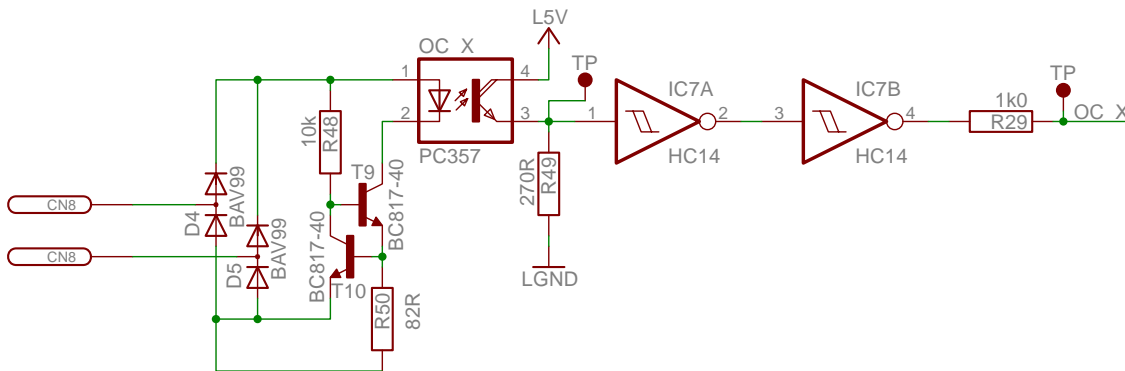 L5V
OC X
TP
TP
1
4
IC7A
IC7B
10k
R48
1k0
2
3
1
2
3
4
R29
OC X
PC357
HC14
HC14
T9
270R
R49
BC817-40
CN8
D4
BAV99
BC817-40
CN8
D5
BAV99
T10
LGND
R50
82R